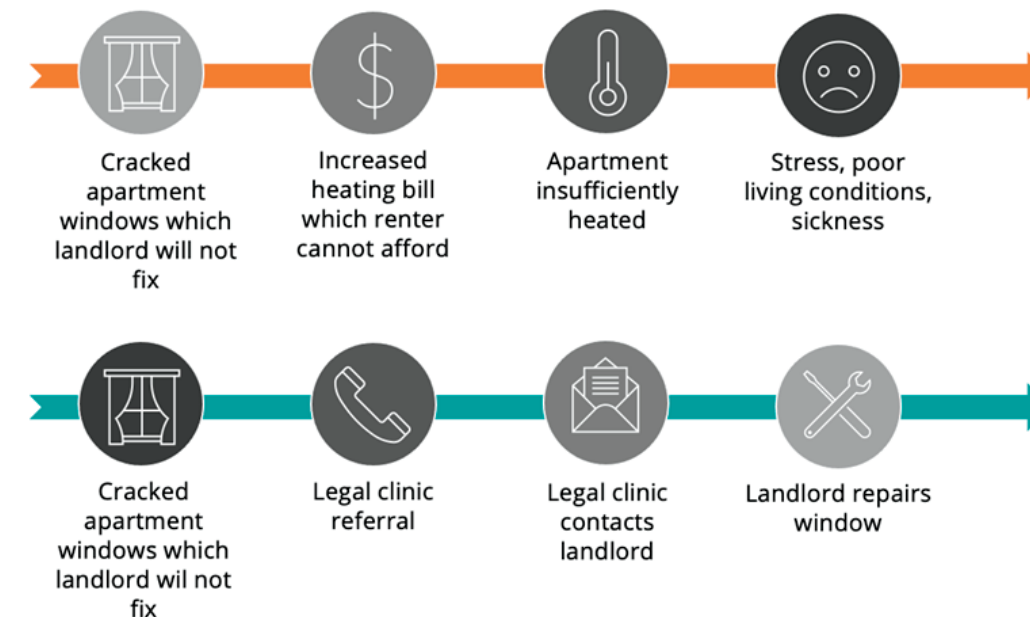 Cracked
apartment
windows which
landlord will not
fix
Increased
heating bill
which renter
cannot afford
Apartment
insufficiently
heated
Stress, poor
living conditions,
sickness
Cracked
apartment
windows which
landlord wil not
fix
Legal clinic
referral
Legal clinic
contacts
landlord
Landlord repairs
window